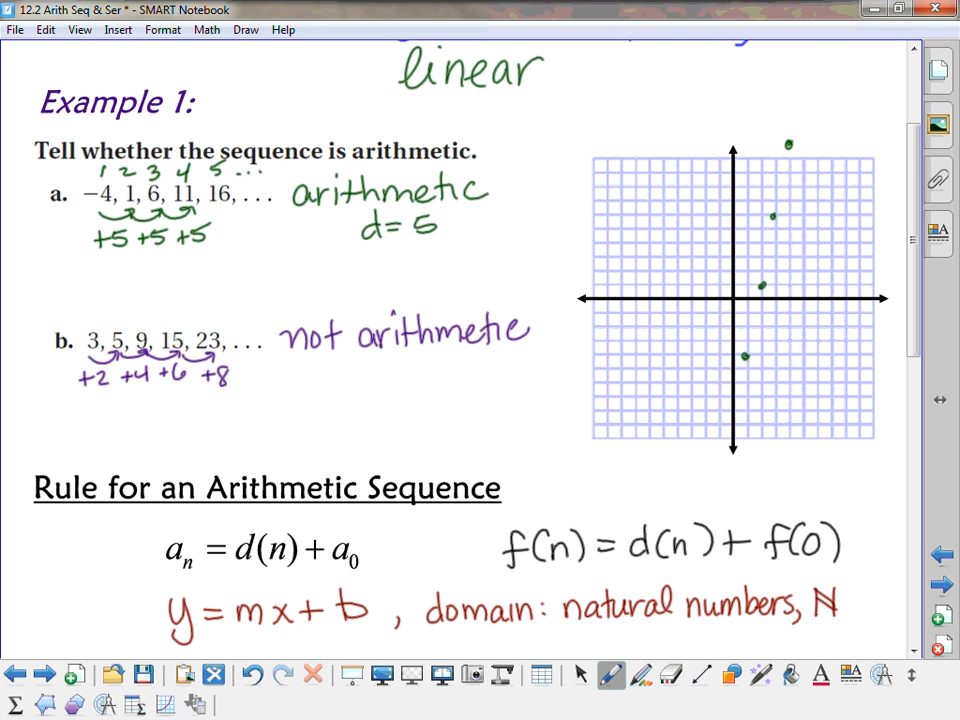 12.2 Arith Seq & Ser * - SMART Notebook
File Edit View Insert Format Math Draw Help
linear
Example 1:
Tell whether the sequence is arithmetic.
1 2 3 4 5 ...
a. −4, 1, 6, 11, 16, . . . arithmetic
+5 +5 +5 d = 5
b. 3, 5, 9, 15, 23, . . . not arithmetic
+2 +4 +6 +8
Rule for an Arithmetic Sequence
aₙ = d(n) + a₀ f(n) = d(n) + f(0)
y = mx + b , domain: natural numbers, ℕ